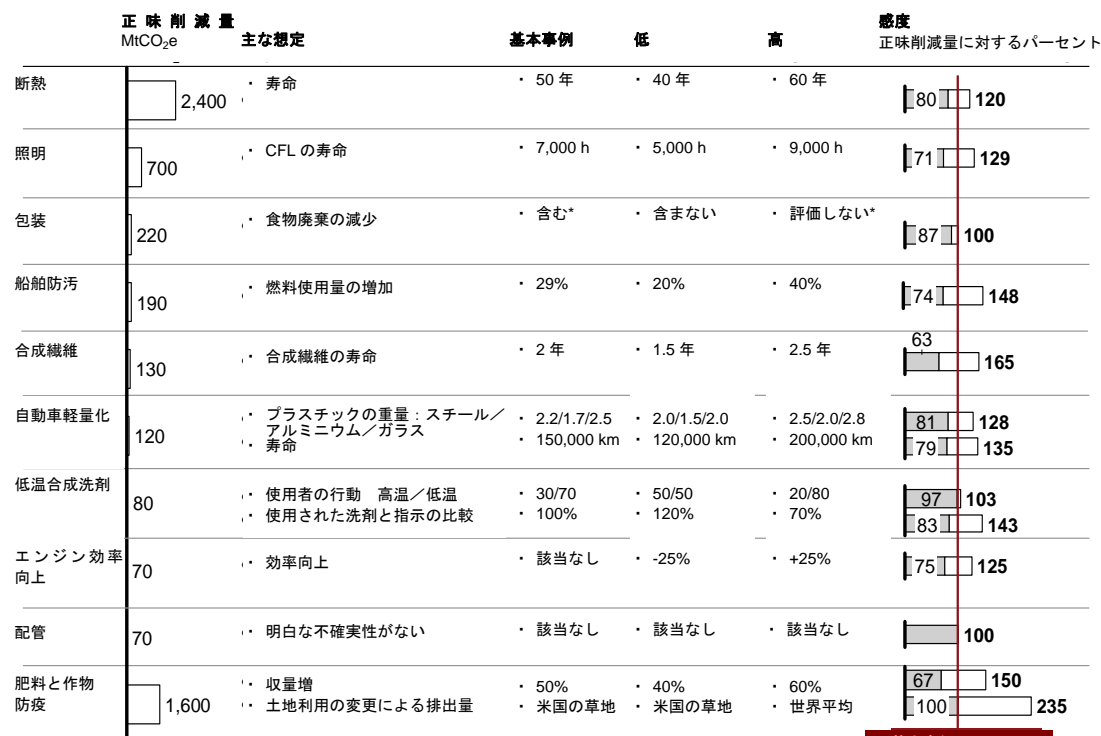 正味削減量
MtCO2e
主な想定
基本事例
低
高
感度
正味削減量に対するパーセント
断熱
2,400
・ 寿命
・ 50 年
・ 40 年
・ 60 年
80
120
照明
700
・ CFL の寿命
・ 7,000 h
・ 5,000 h
・ 9,000 h
71
129
包装
220
・ 食物廃棄の減少
・ 含む*
・ 含まない
・ 評価しない*
87
100
船舶防汚
190
・ 燃料使用量の増加
・ 29%
・ 20%
・ 40%
74
148
合成繊維
130
・ 合成繊維の寿命
・ 2 年
・ 1.5 年
・ 2.5 年
63
165
自動車軽量化
120
・ プラスチックの重量：スチール／
アルミニウム／ガラス
・ 寿命
・ 2.2/1.7/2.5
・ 150,000 km
・ 2.0/1.5/2.0
・ 120,000 km
・ 2.5/2.0/2.8
・ 200,000 km
81
128
79
135
低温合成洗剤
80
・ 使用者の行動 高温／低温
・ 使用された洗剤と指示の比較
・ 30/70
・ 100%
・ 50/50
・ 120%
・ 20/80
・ 70%
97
103
83
143
エンジン効率
向上
70
・ 効率向上
・ 該当なし
・ -25%
・ +25%
75
125
配管
70
・ 明白な不確実性がない
・ 該当なし
・ 該当なし
・ 該当なし
100
肥料と作物
防疫
1,600
・ 収量増
・ 土地利用の変更による排出量
・ 50%
・ 米国の草地
・ 40%
・ 米国の草地
・ 60%
・ 世界平均
67
150
100
235